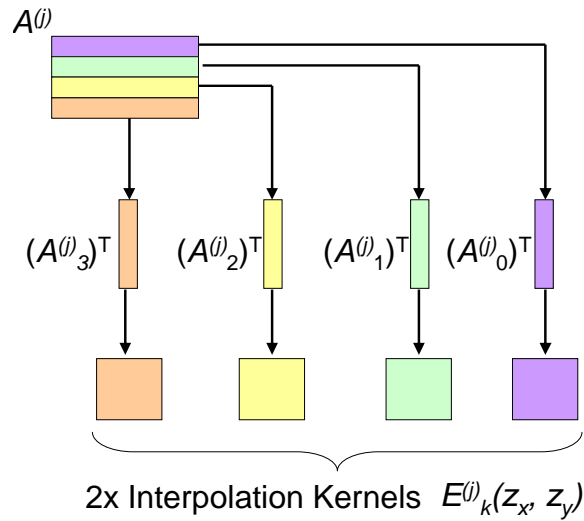 A^(j)
(A^(j)_3)^T (A^(j)_2)^T (A^(j)_1)^T (A^(j)_0)^T
2x Interpolation Kernels E^(j)_k(z_x, z_y)